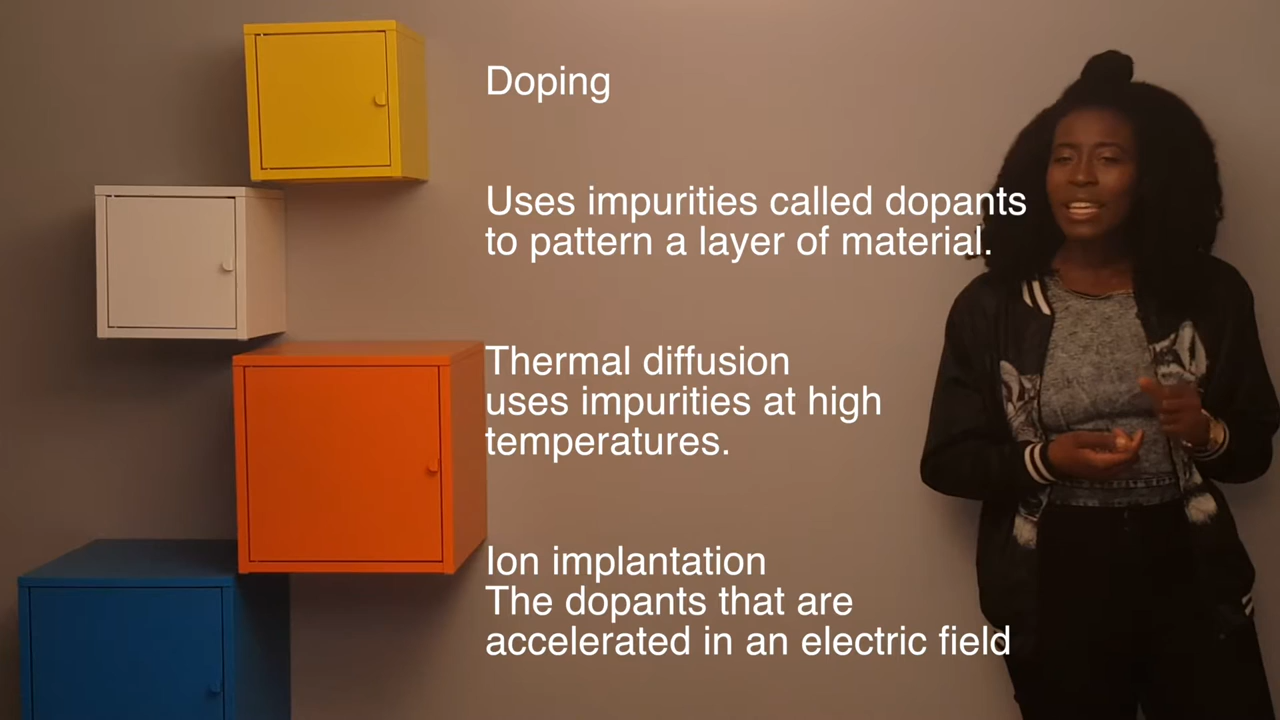 Doping
Uses impurities called dopants
to pattern a layer of material.
Thermal diffusion
uses impurities at high
temperatures.
Ion implantation
The dopants that are
accelerated in an electric field